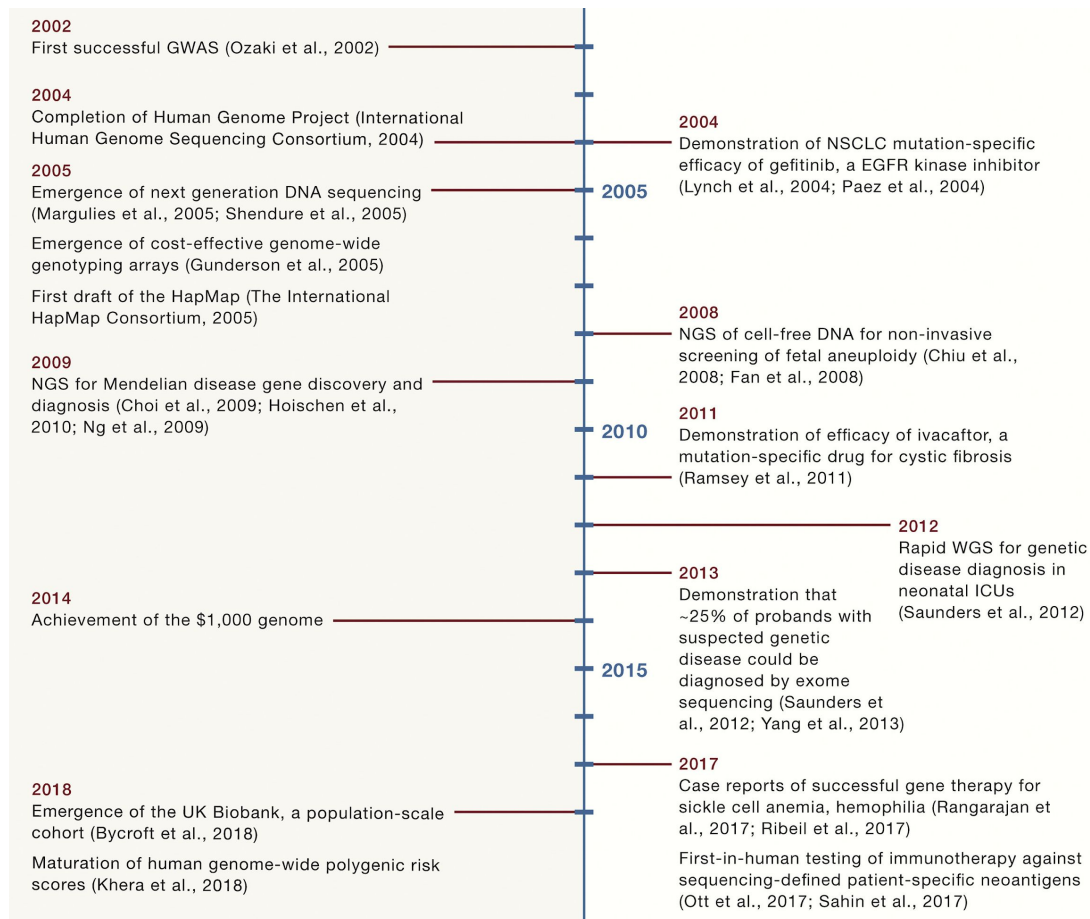 2002
First successful GWAS (Ozaki et al., 2002)
2004
Completion of Human Genome Project (International
Human Genome Sequencing Consortium, 2004)
2005
Emergence of next generation DNA sequencing
(Margulies et al., 2005; Shendure et al., 2005)
Emergence of cost-effective genome-wide
genotyping arrays (Gunderson et al., 2005)
First draft of the HapMap (The International
HapMap Consortium, 2005)
2009
NGS for Mendelian disease gene discovery and
diagnosis (Choi et al., 2009; Hoischen et al.,
2010; Ng et al., 2009)
2014
Achievement of the $1,000 genome
2018
Emergence of the UK Biobank, a population-scale
cohort (Bycroft et al., 2018)
Maturation of human genome-wide polygenic risk
scores (Khera et al., 2018)
2005
2010
2015
2004
Demonstration of NSCLC mutation-specific
efficacy of gefitinib, a EGFR kinase inhibitor
(Lynch et al., 2004; Paez et al., 2004)
2008
NGS of cell-free DNA for non-invasive
screening of fetal aneuploidy (Chiu et al.,
2008; Fan et al., 2008)
2011
Demonstration of efficacy of ivacaftor, a
mutation-specific drug for cystic fibrosis
(Ramsey et al., 2011)
2012
Rapid WGS for genetic
disease diagnosis in
neonatal ICUs
(Saunders et al., 2012)
2013
Demonstration that
~25% of probands with
suspected genetic
disease could be
diagnosed by exome
sequencing (Saunders et
al., 2012; Yang et al., 2013)
2017
Case reports of successful gene therapy for
sickle cell anemia, hemophilia (Rangarajan et
al., 2017; Ribeil et al., 2017)
First-in-human testing of immunotherapy against
sequencing-defined patient-specific neoantigens
(Ott et al., 2017; Sahin et al., 2017)